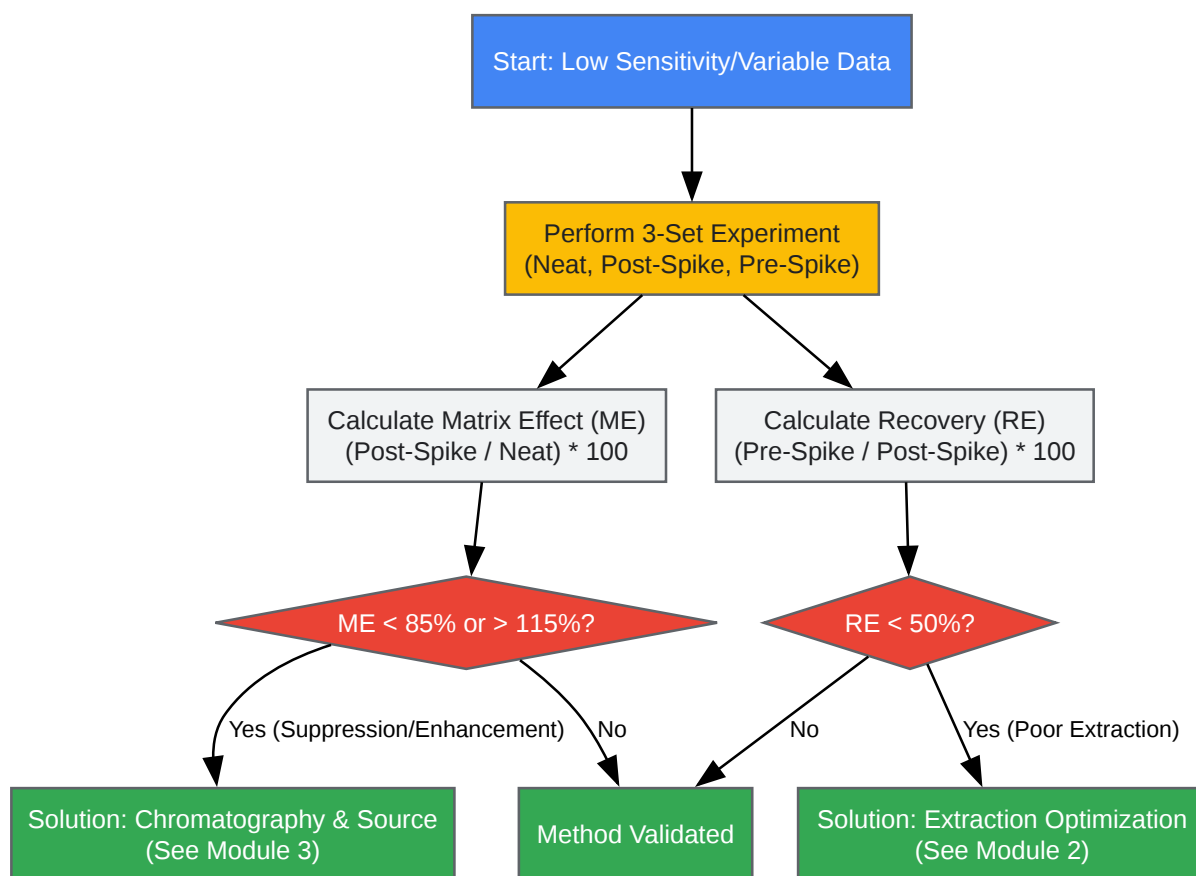 Start: Low Sensitivity/Variable Data
Perform 3-Set Experiment
(Neat, Post-Spike, Pre-Spike)
Calculate Matrix Effect (ME)
(Post-Spike / Neat) * 100
Calculate Recovery (RE)
(Pre-Spike / Post-Spike) * 100
ME < 85% or > 115%?
RE < 50%?
Yes (Suppression/Enhancement)
No
No
Yes (Poor Extraction)
Solution: Chromatography & Source
(See Module 3)
Method Validated
Solution: Extraction Optimization
(See Module 2)